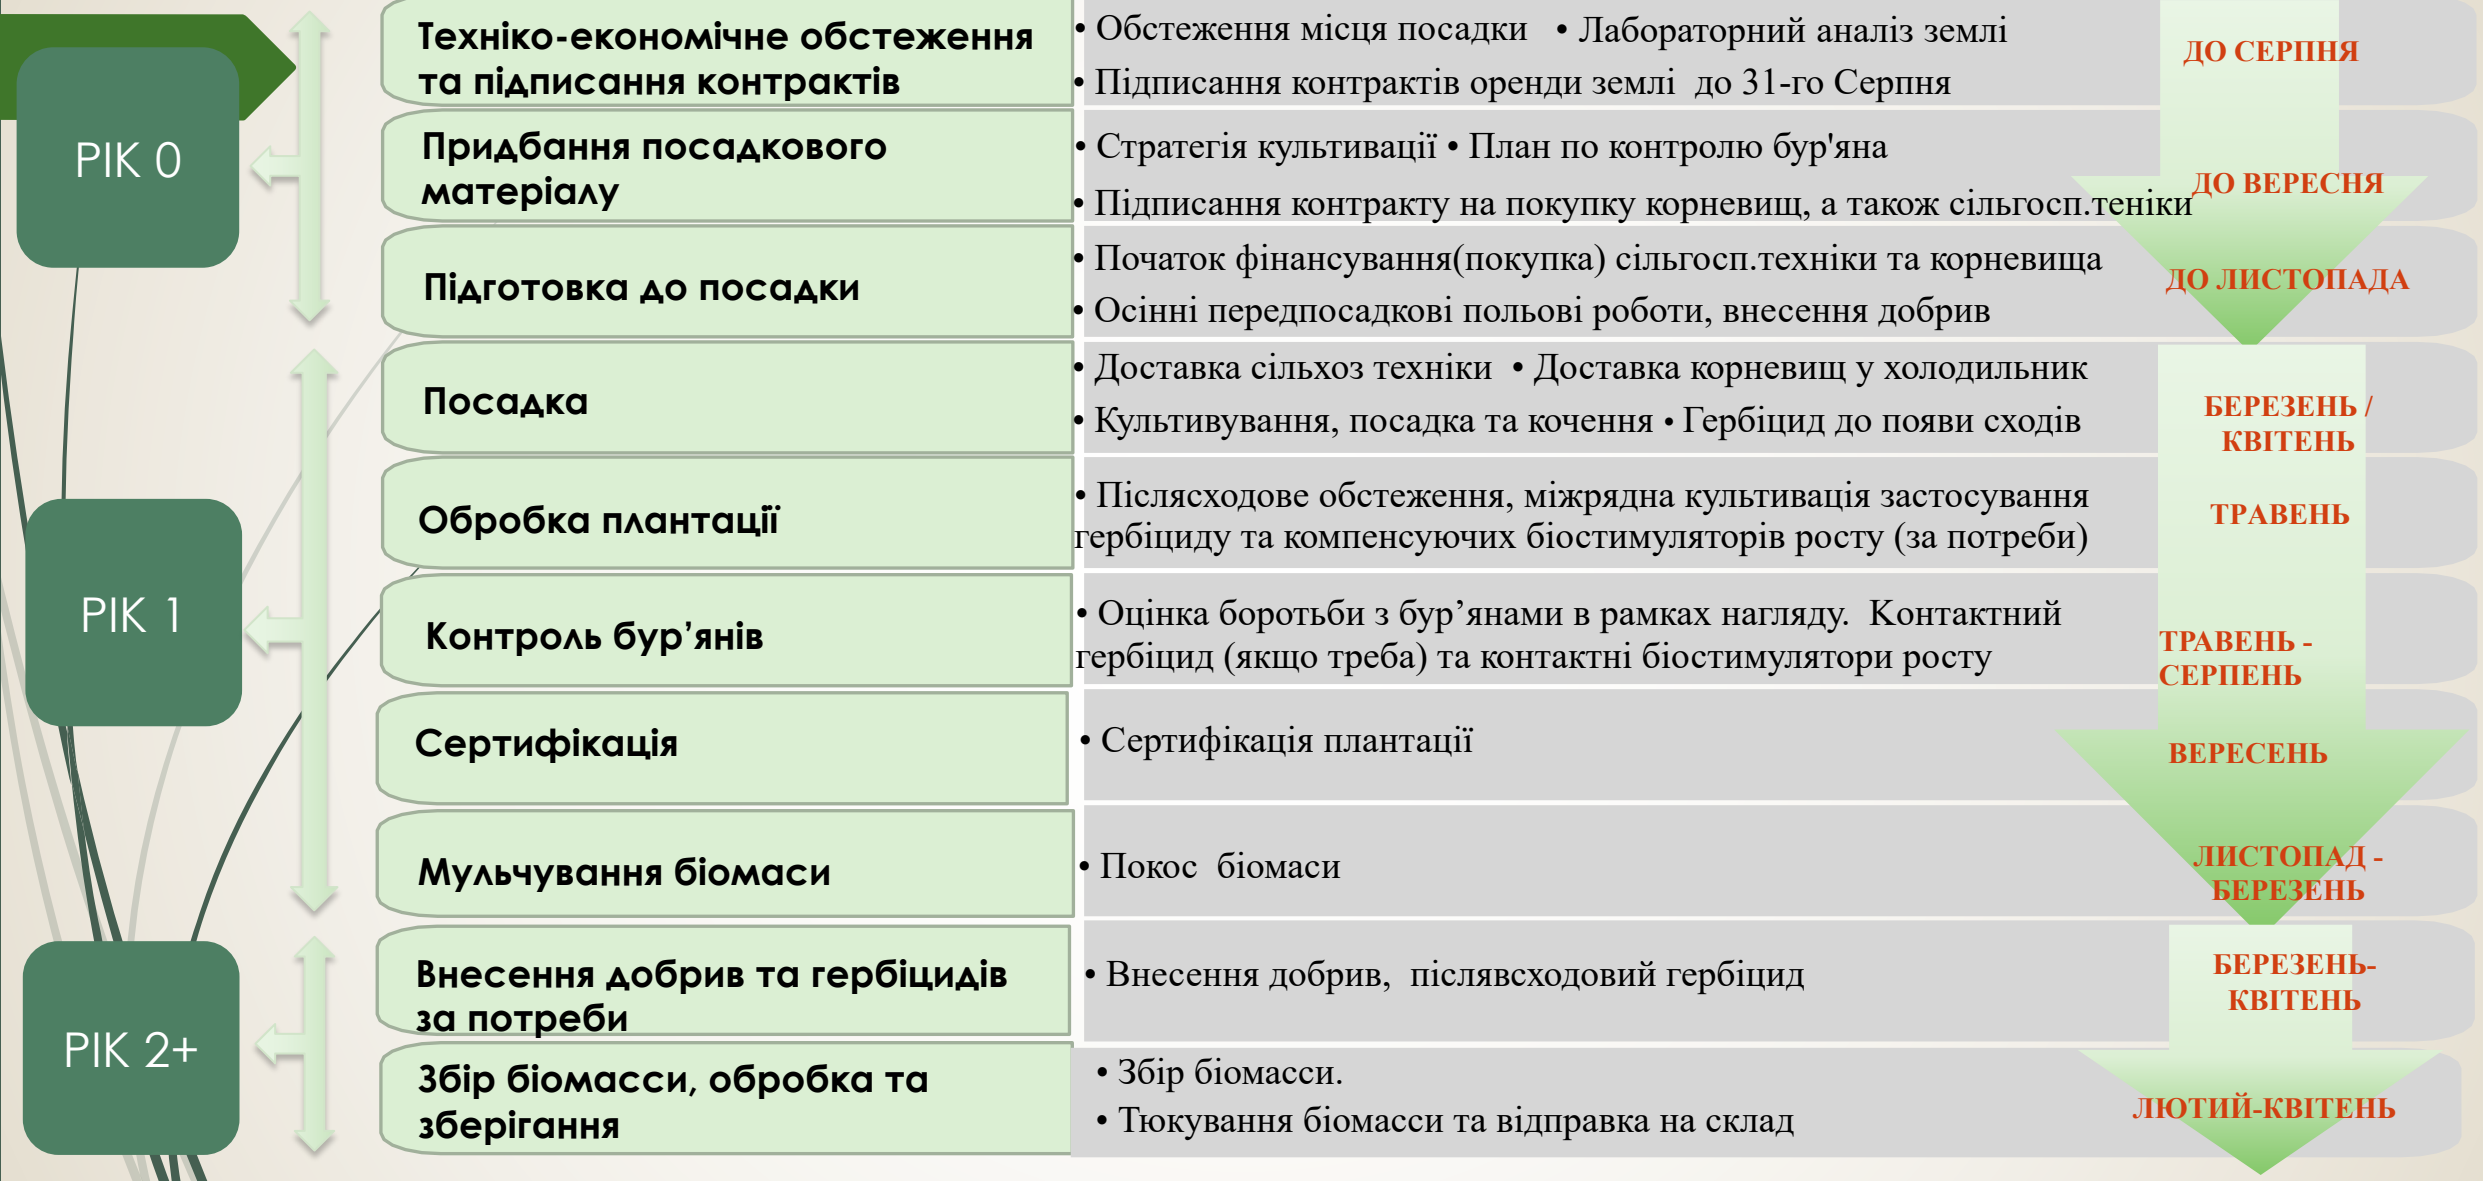 РІК 0
Техніко-економічне обстеження
та підписання контрактів
• Обстеження місця посадки • Лабораторний аналіз землі
• Підписання контрактів оренди землі до 31-го Серпня
ДО СЕРПНЯ
Придбання посадкового
матеріалу
• Стратегія культивації • План по контролю бур'яна
• Підписання контракту на покупку корневищ, а також сільгосп.теніки
ДО ВЕРЕСНЯ
Підготовка до посадки
• Початок фінансування(покупка) сільгосп.техніки та корневища
• Осінні передпосадкові польові роботи, внесення добрив
ДО ЛИСТОПАДА
РІК 1
Посадка
• Доставка сільхоз техніки • Доставка корневищ у холодильник
• Культивування, посадка та кочення • Гербіцид до появи сходів
БЕРЕЗЕНЬ /
КВІТЕНЬ
Обробка плантації
• Післясходове обстеження, міжрядна культивація застосування
гербіциду та компенсуючих біостимуляторів росту (за потреби)
ТРАВЕНЬ
Контроль бур’янів
• Оцінка боротьби з бур’янами в рамках нагляду. Контактний
гербіцид (якщо треба) та контактні біостимулятори росту
ТРАВЕНЬ -
СЕРПЕНЬ
Сертифікація
• Сертифікація плантації
ВЕРЕСЕНЬ
Мульчування біомаси
• Покос біомаси
ЛИСТОПАД -
БЕРЕЗЕНЬ
РІК 2+
Внесення добрив та гербіцидів
за потреби
• Внесення добрив, післявсходовий гербіцид
БЕРЕЗЕНЬ-
КВІТЕНЬ
Збір біомасси, обробка та
зберігання
• Збір біомасси.
• Тюкування біомасси та відправка на склад
ЛЮТИЙ-КВІТЕНЬ